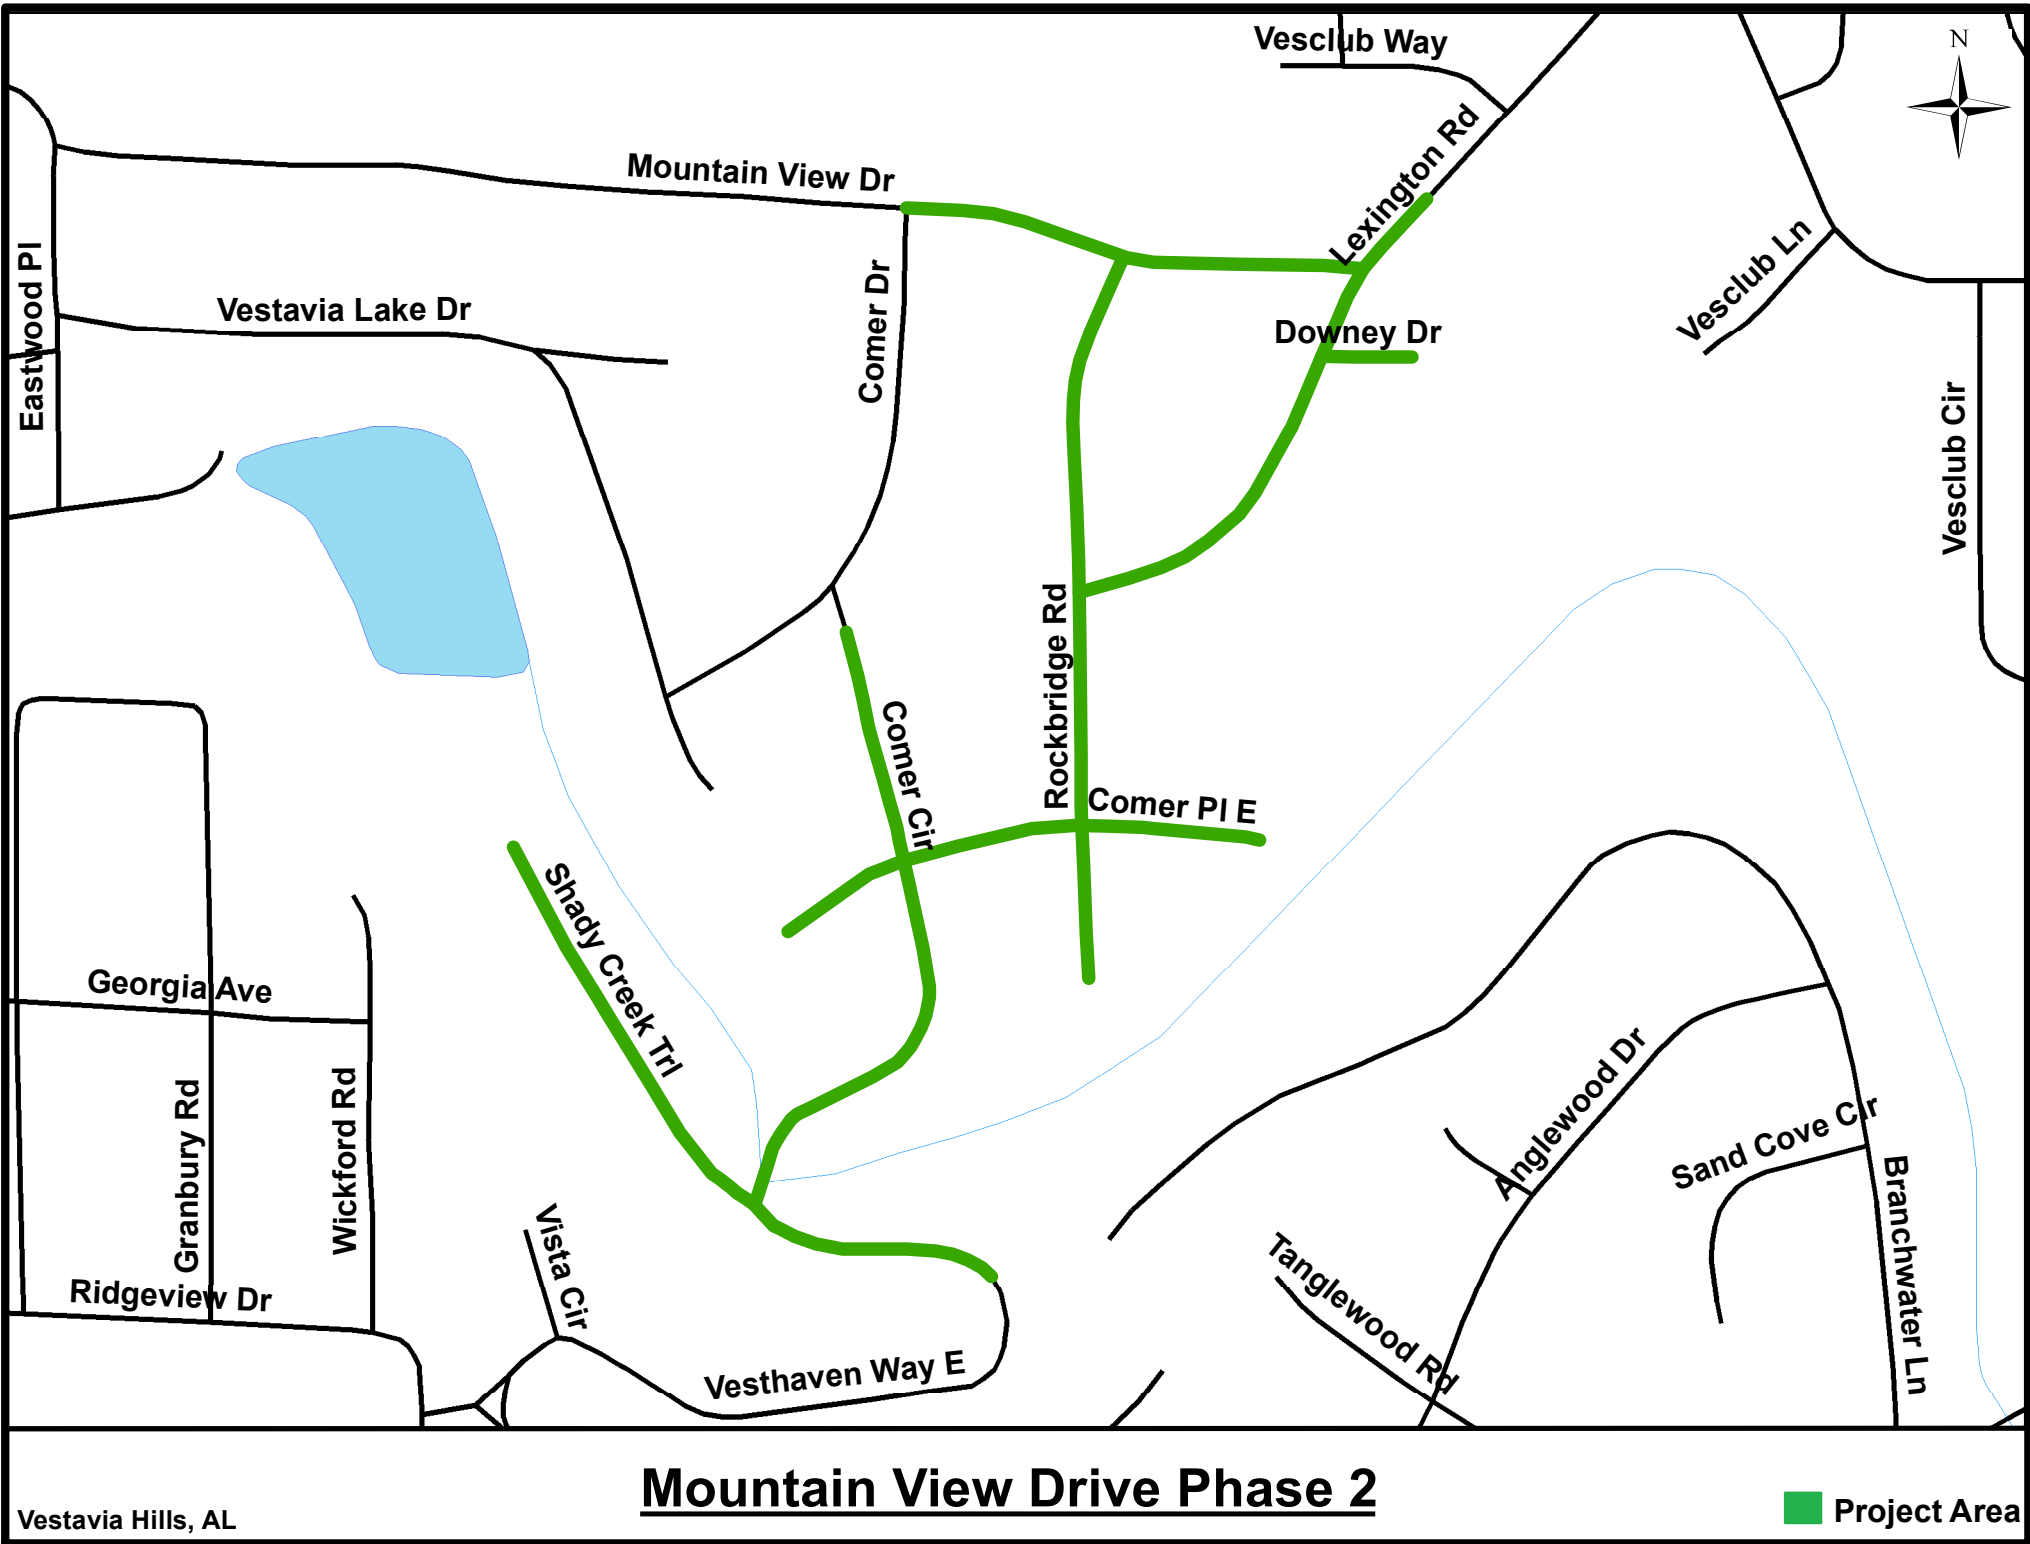 Vesclub Way
N
Lexington Rd
Mountain View Dr
Vesclub Ln
Eastwood Pl
Vestavia Lake Dr
Comer Dr
Downey Dr
Vesclub Cir
Rockbridge Rd
Comer Cir
Comer Pl E
Shady Creek Trl
Georgia Ave
Granbury Rd
Wickford Rd
Anglewood Dr
Sand Cove Cir
Branchwater Ln
Vista Cir
Tanglewood Rd
Ridgeview Dr
Vesthaven Way E
Mountain View Drive Phase 2
Vestavia Hills, AL
Project Area